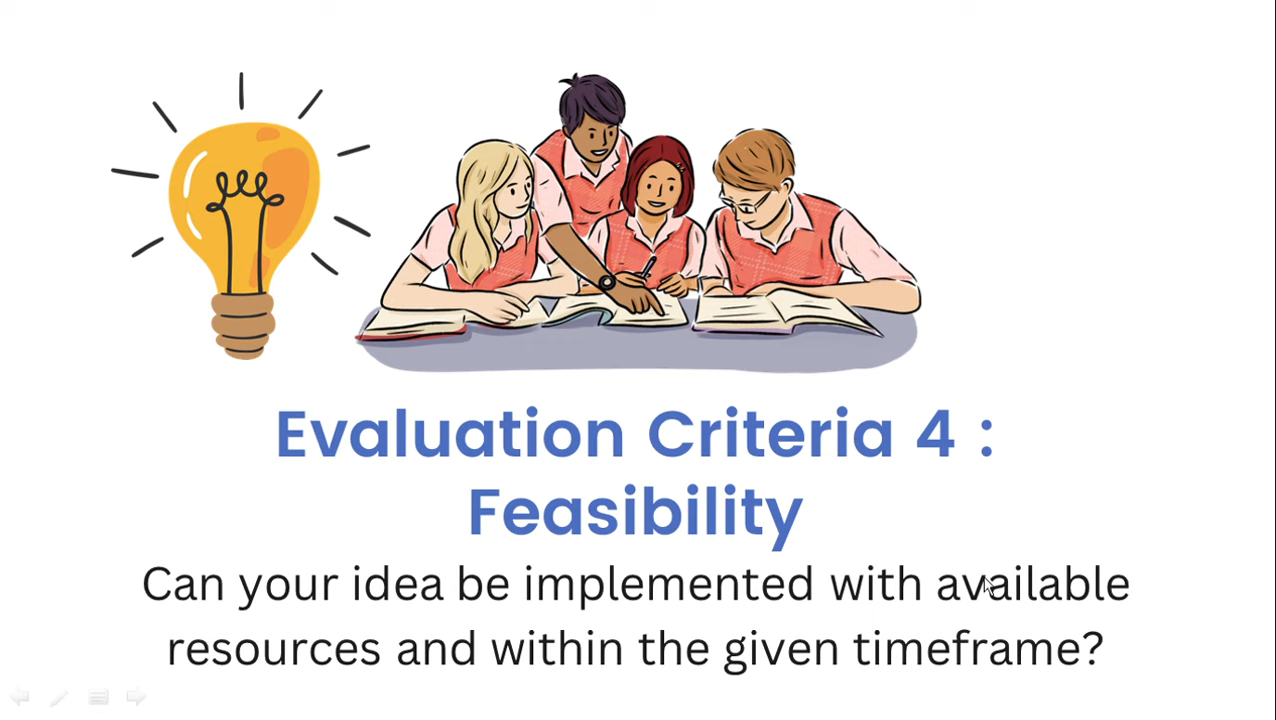 Evaluation Criteria 4 :
Feasibility
Can your idea be implemented with available
resources and within the given timeframe?